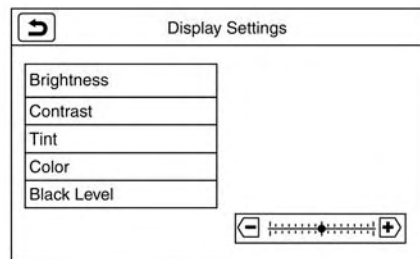 Display Settings
Brightness
Contrast
Tint
Color
Black Level